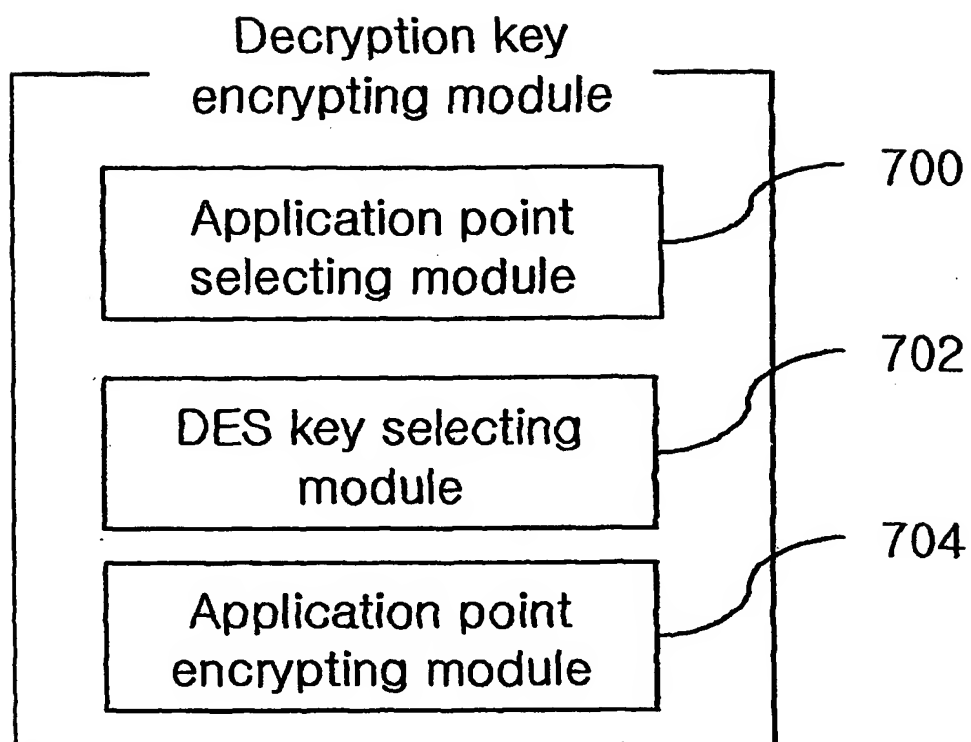 Decryption key
encrypting module
Application point
selecting module
700
DES key selecting
module
702
Application point
encrypting module
704